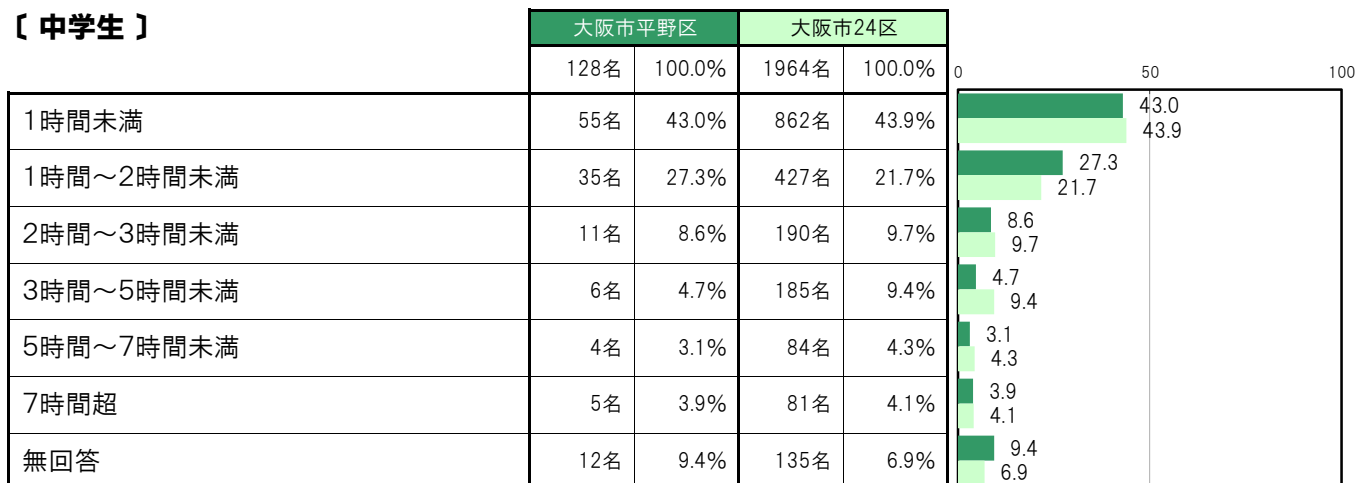 〔 中学生 〕
大阪市平野区 大阪市24区
128名 100.0% 1964名 100.0%
0 50 100
1時間未満 55名 43.0% 862名 43.9% 43.0
43.9
1時間～2時間未満 35名 27.3% 427名 21.7% 27.3
21.7
2時間～3時間未満 11名 8.6% 190名 9.7% 8.6
9.7
3時間～5時間未満 6名 4.7% 185名 9.4% 4.7
9.4
5時間～7時間未満 4名 3.1% 84名 4.3% 3.1
4.3
7時間超 5名 3.9% 81名 4.1% 3.9
4.1
無回答 12名 9.4% 135名 6.9% 9.4
6.9